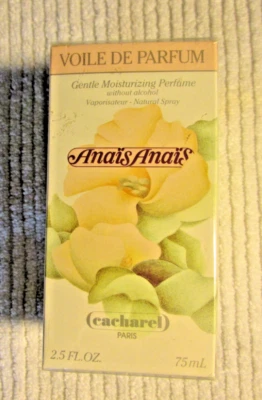 VOILE DE PARFUM
Gentle Moisturizing Perfume
without alcohol
Vaporisateur - Natural Spray
Anaïs Anaïs
cacharel
PARIS
2.5 FL.OZ. 75 mL